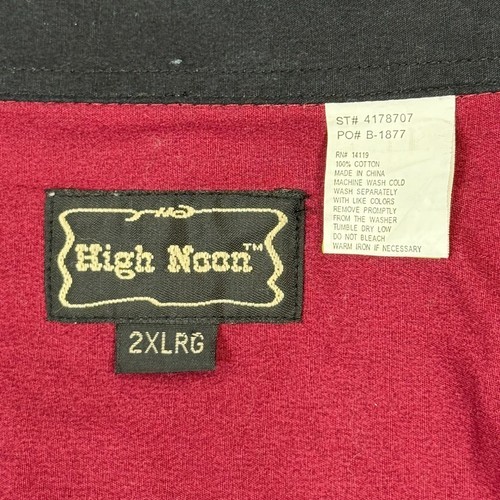 ST# 4178707
PO# B-1877
RN# 14119
100% COTTON
MADE IN CHINA
MACHINE WASH COLD
WASH SEPARATELY
WITH LIKE COLORS
REMOVE PROMPTLY
FROM THE WASHER
TUMBLE DRY LOW
DO NOT BLEACH
WARM IRON IF NECESSARY
High Noon™
2XLRG